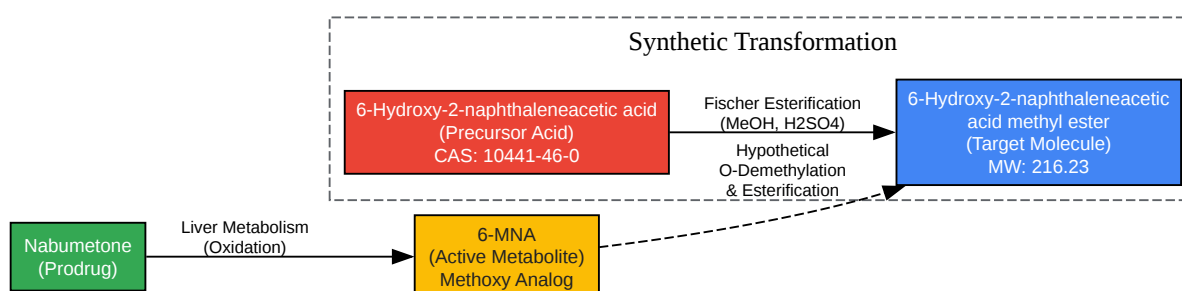 Synthetic Transformation
6-Hydroxy-2-naphthaleneacetic acid
(Precursor Acid)
CAS: 10441-46-0
Fischer Esterification
(MeOH, H2SO4)
6-Hydroxy-2-naphthaleneacetic
acid methyl ester
(Target Molecule)
MW: 216.23
Hypothetical
O-Demethylation
& Esterification
Nabumetone
(Prodrug)
Liver Metabolism
(Oxidation)
6-MNA
(Active Metabolite)
Methoxy Analog